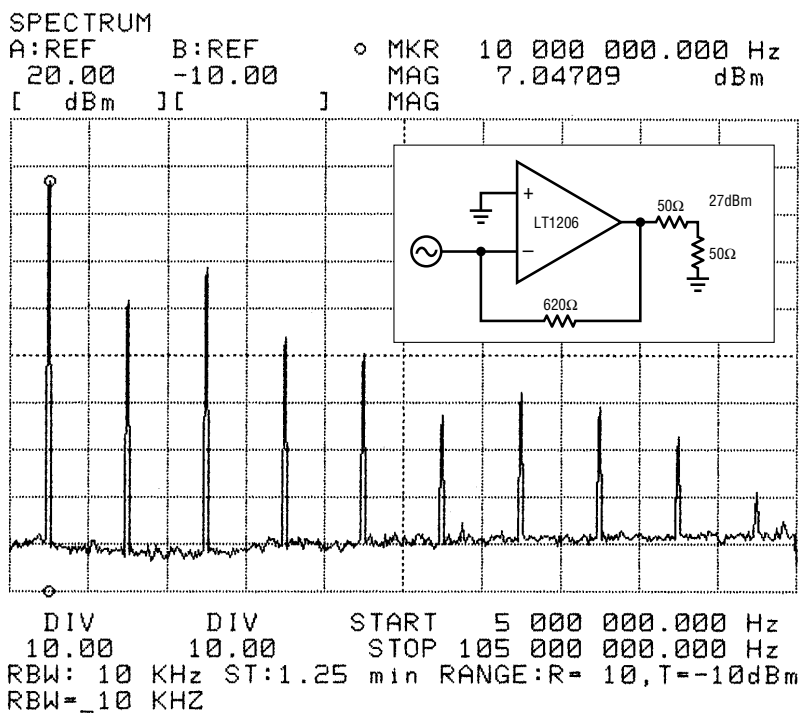 SPECTRUM
A:REF B:REF o MKR 10 000 000.000 Hz
20.00 -10.00 MAG 7.04709 dBm
[ dBm ][ ] MAG
+
LT1206
−
50Ω
27dBm
50Ω
620Ω
DIV DIV START 5 000 000.000 Hz
10.00 10.00 STOP 105 000 000.000 Hz
RBW: 10 KHz ST:1.25 min RANGE:R= 10,T=-10dBm
RBW=_10 KHZ